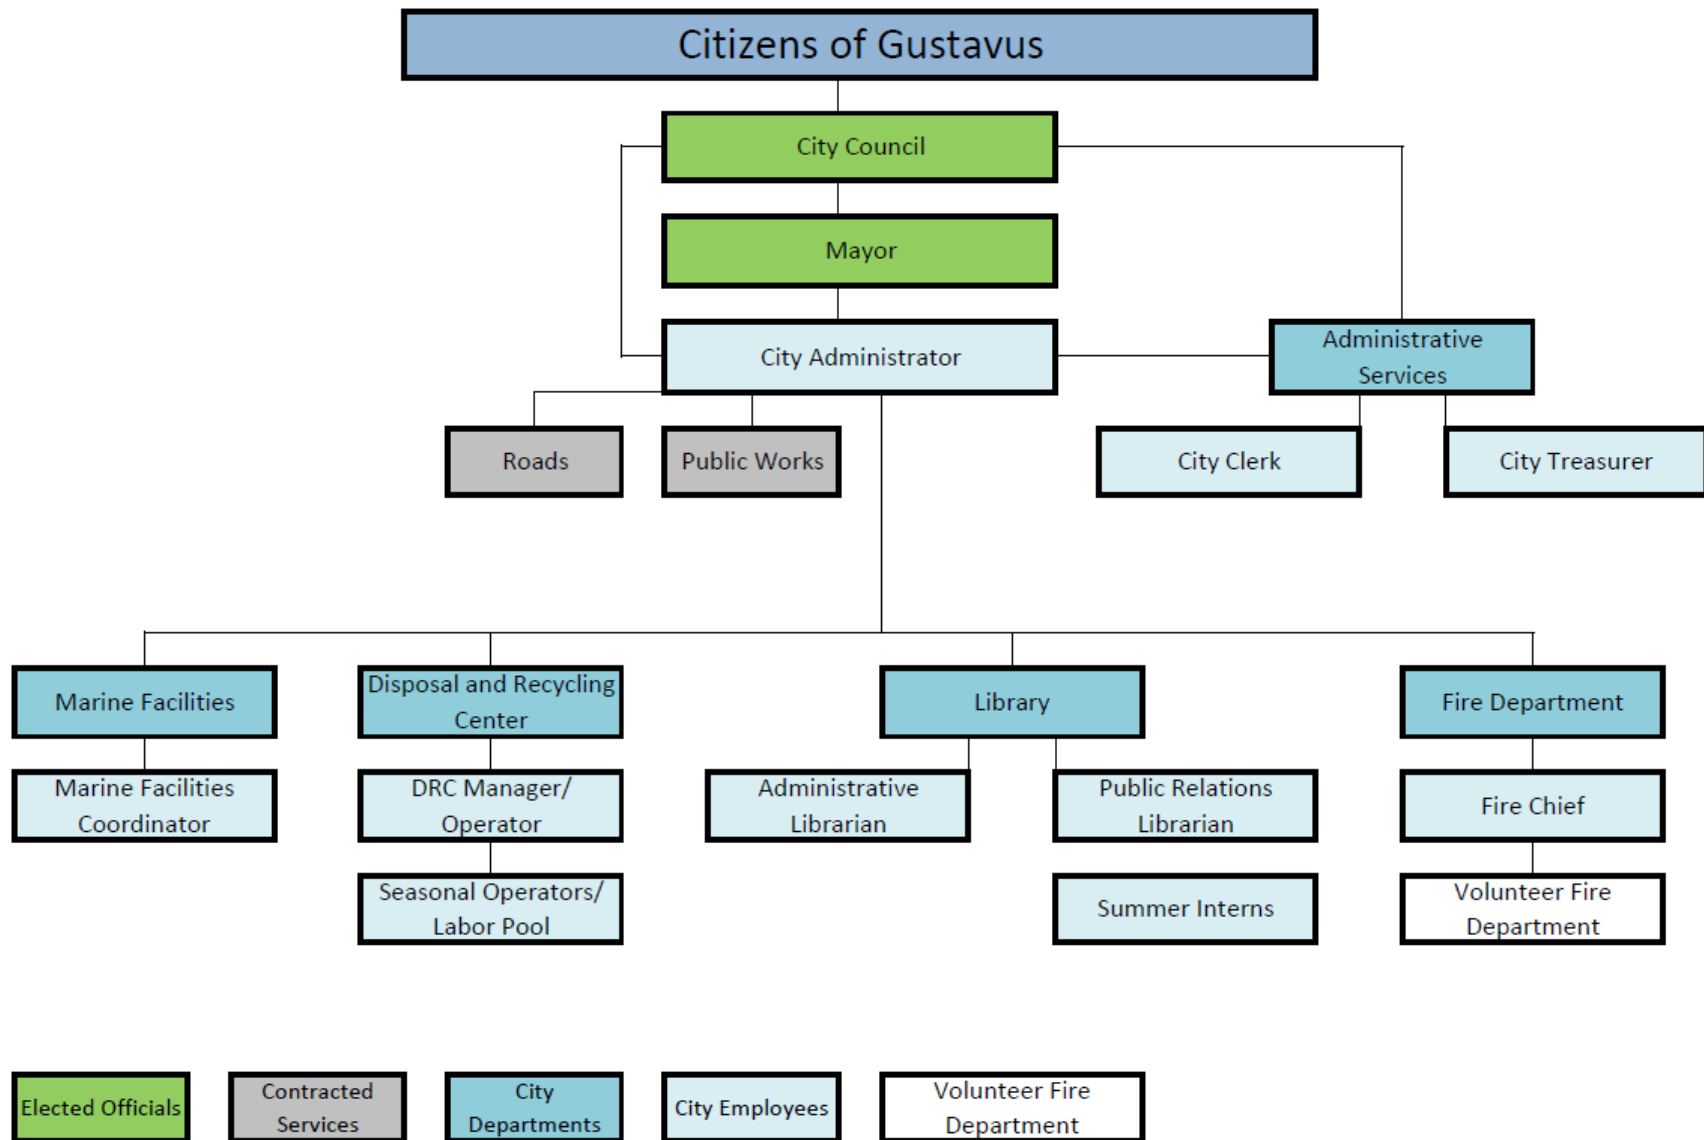 Citizens of Gustavus
City Council
Mayor
City Administrator
Administrative
Services
Roads
Public Works
City Clerk
City Treasurer
Marine Facilities
Disposal and Recycling
Center
Library
Fire Department
Marine Facilities
Coordinator
DRC Manager/
Operator
Administrative
Librarian
Public Relations
Librarian
Fire Chief
Seasonal Operators/
Labor Pool
Summer Interns
Volunteer Fire
Department
Elected Officials
Contracted
Services
City
Departments
City Employees
Volunteer Fire
Department